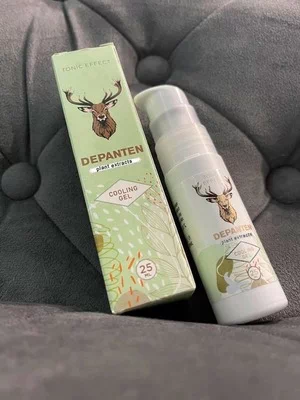 TONIC EFFECT
DEPANTEN
plant extracts
COOLING
GEL
25
ML
DEPANTEN
plant extracts